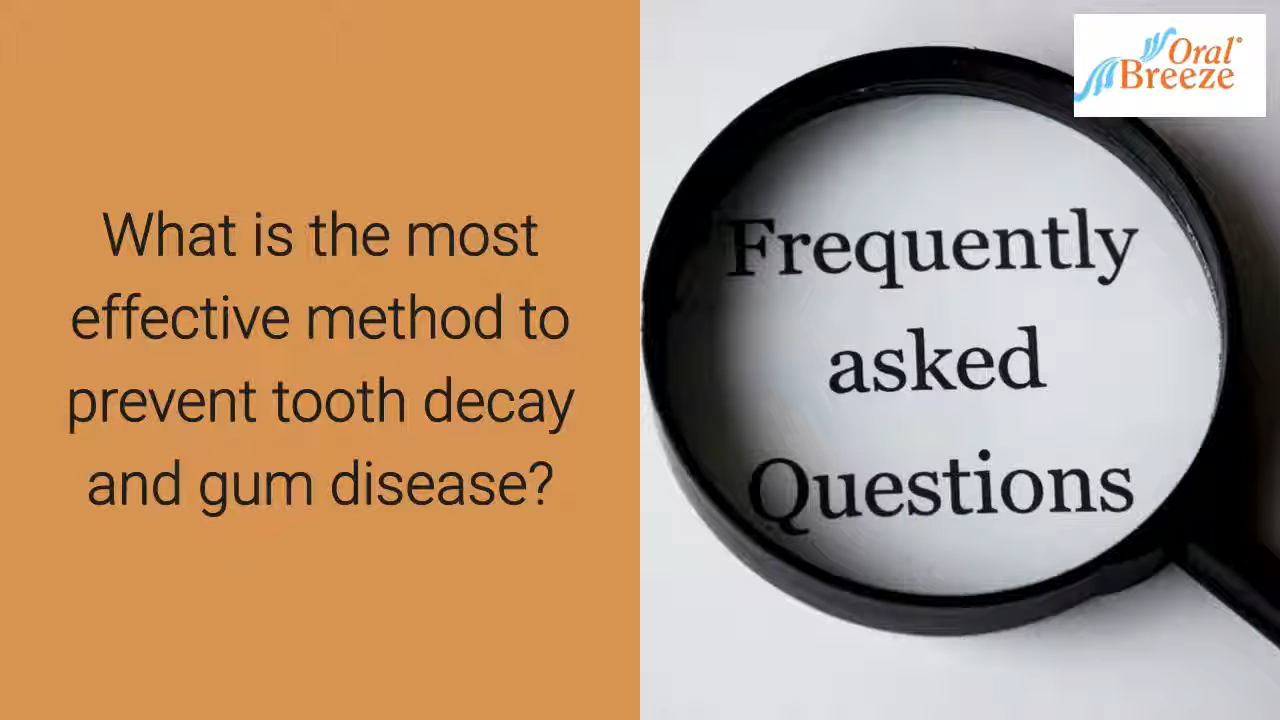 What is the most
effective method to
prevent tooth decay
and gum disease?
Frequently
asked
Questions
Oral
Breeze